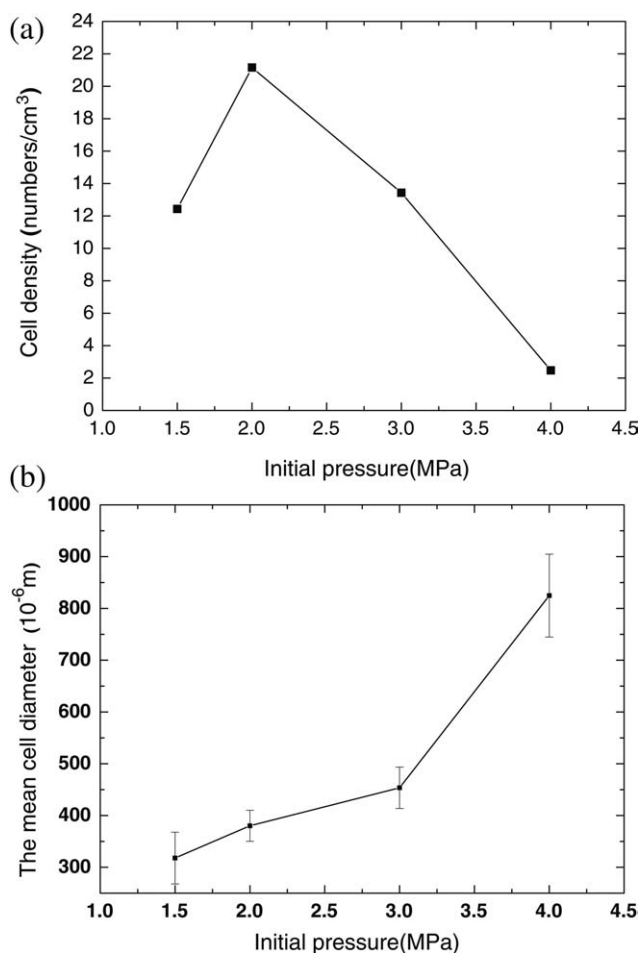 (a)
24
22
20
18
16
14
12
10
8
6
4
2
0
Cell density (numbers/cm³)
1.0 1.5 2.0 2.5 3.0 3.5 4.0 4.5
Initial pressure(MPa)
(b)
1000
900
800
700
600
500
400
300
The mean cell diameter (10⁻⁶m)
1.0 1.5 2.0 2.5 3.0 3.5 4.0 4.5
Initial pressure(MPa)